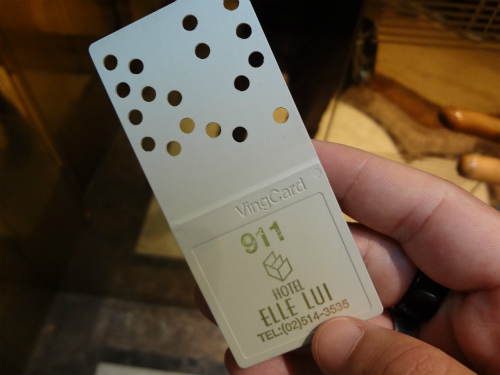 VingCard
911
HOTEL
ELLE LUI
TEL:(02)514-3535